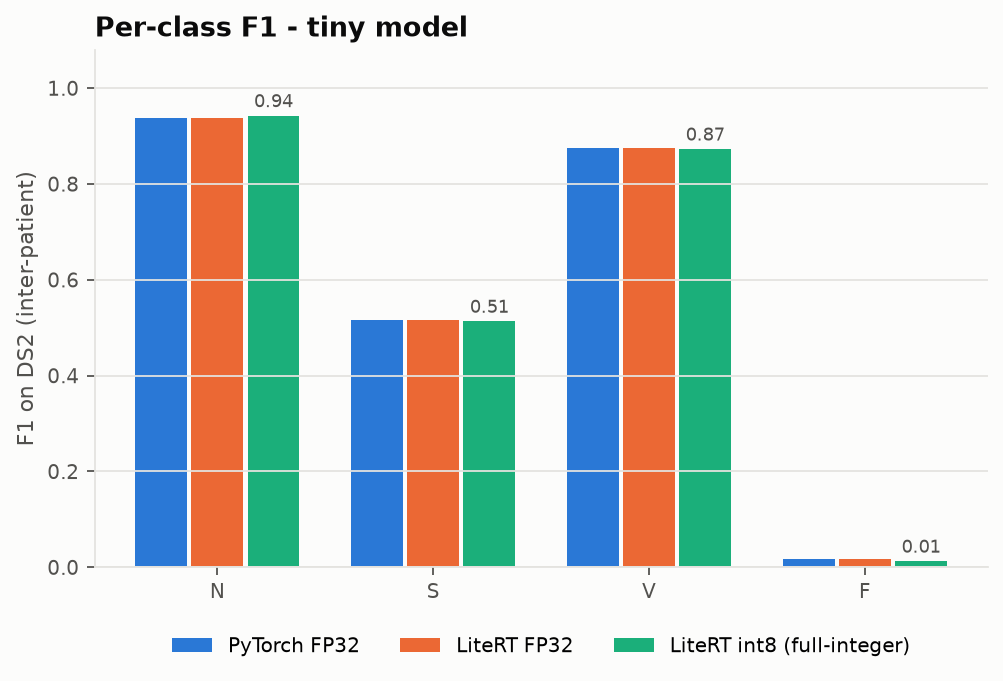 Per-class F1 - tiny model
F1 on DS2 (inter-patient)
1.0
0.8
0.6
0.4
0.2
0.0
0.94
0.51
0.87
0.01
N
S
V
F
PyTorch FP32
LiteRT FP32
LiteRT int8 (full-integer)